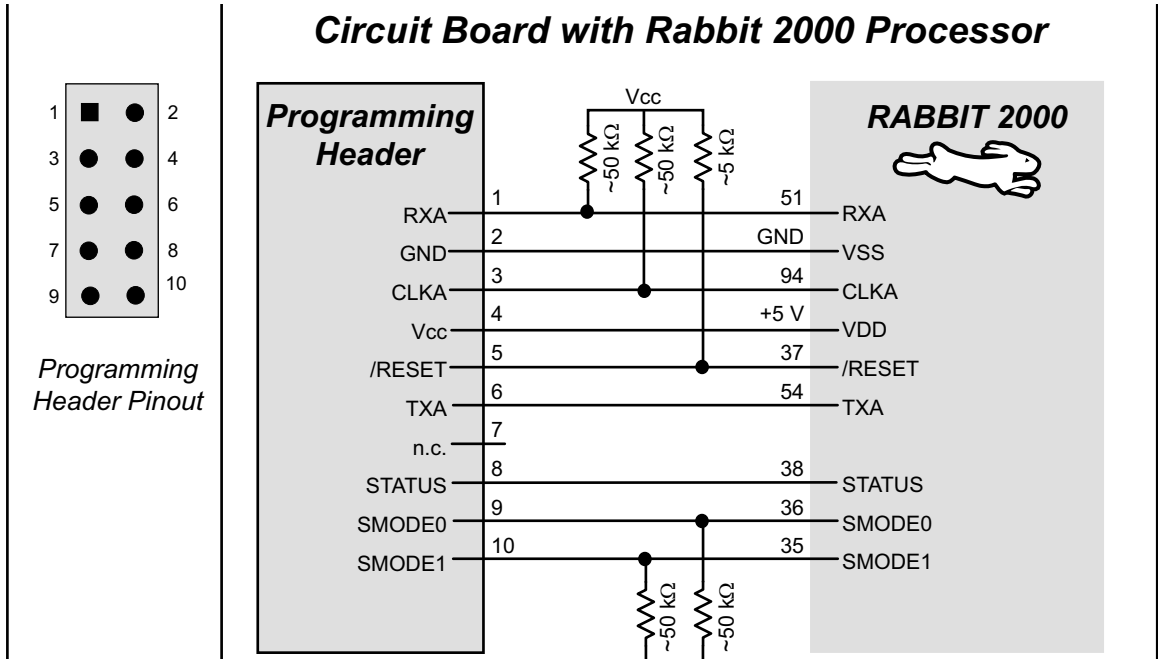 Circuit Board with Rabbit 2000 Processor
1 2
3 4
5 6
7 8
9 10
Programming
Header Pinout
Programming
Header
Vcc
~50 kΩ
~50 kΩ
~5 kΩ
RABBIT 2000
RXA 1 51 RXA
GND 2 GND VSS
CLKA 3 94 CLKA
Vcc 4 +5 V VDD
/RESET 5 37 /RESET
TXA 6 54 TXA
n.c. 7
STATUS 8 38 STATUS
SMODE0 9 36 SMODE0
SMODE1 10 35 SMODE1
~50 kΩ
~50 kΩ